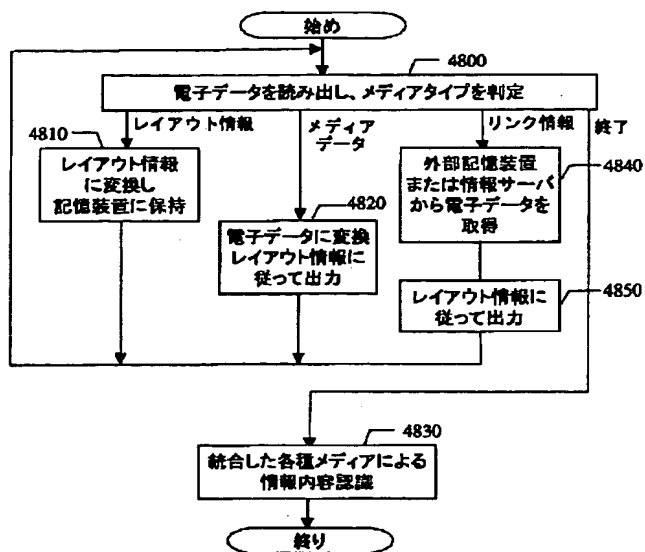 始め
4800
電子データを読み出し、メディアタイプを判定
レイアウト情報
メディア
データ
リンク情報
終了
4810
レイアウト情報
に変換し
記憶装置に保持
4820
電子データに変換
レイアウト情報に
従って出力
4840
外部記憶装置
または情報サーバ
から電子データを
取得
4850
レイアウト情報に
従って出力
4830
統合した各種メディアによる
情報内容認識
終り